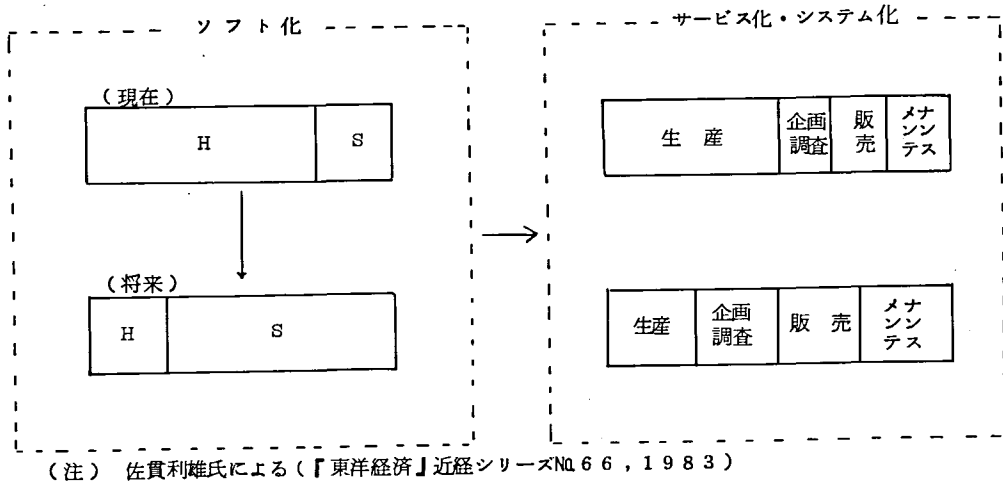 ソフト化
サービス化・システム化
(現在)
H
S
(将来)
H
S
生産
企画
調査
販
売
メンテナンス
生産
企画
調査
販売
メンテナンス
(注) 佐貫利雄氏による(『東洋経済』近経シリーズNo.66,1983)